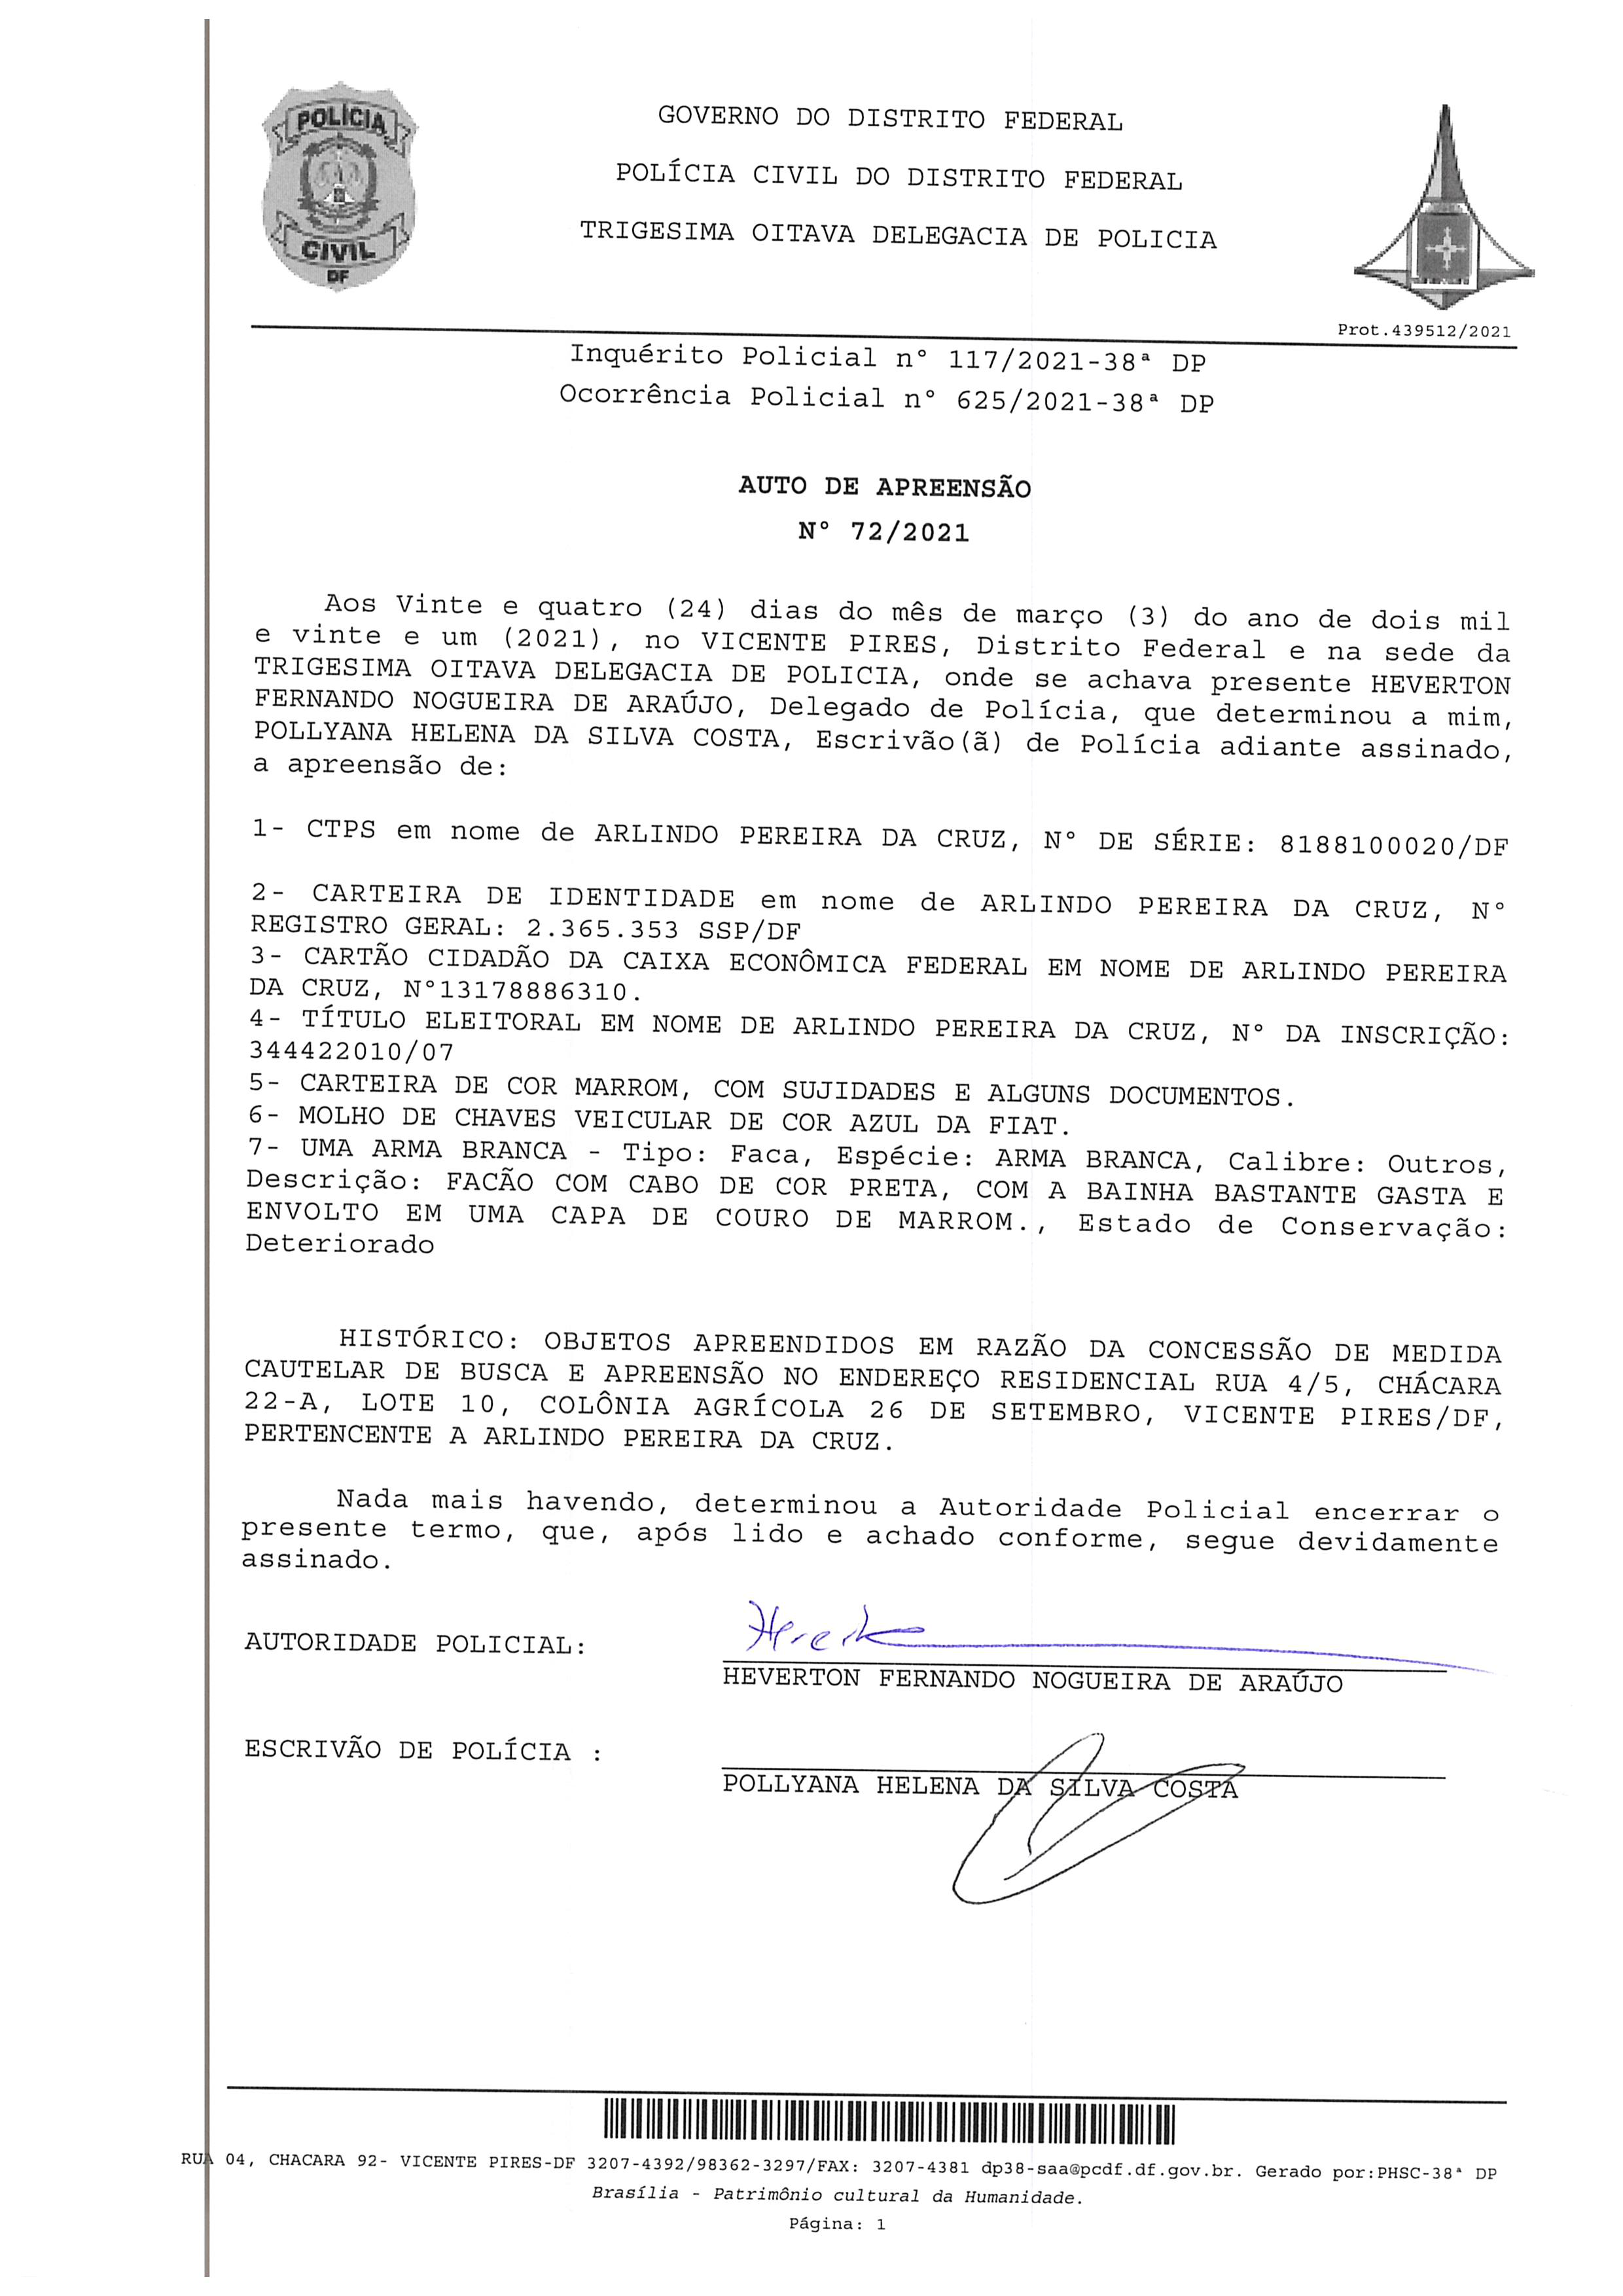 POLÍCIA
CIVIL
DF
GOVERNO DO DISTRITO FEDERAL
POLÍCIA CIVIL DO DISTRITO FEDERAL
TRIGESIMA OITAVA DELEGACIA DE POLICIA
Prot.439512/2021
Inquérito Policial n° 117/2021-38ª DP
Ocorrência Policial n° 625/2021-38ª DP
AUTO DE APREENSÃO
N° 72/2021
Aos Vinte e quatro (24) dias do mês de março (3) do ano de dois mil
e vinte e um (2021), no VICENTE PIRES, Distrito Federal e na sede da
TRIGESIMA OITAVA DELEGACIA DE POLICIA, onde se achava presente HEVERTON
FERNANDO NOGUEIRA DE ARAÚJO, Delegado de Polícia, que determinou a mim,
POLLYANA HELENA DA SILVA COSTA, Escrivão(ã) de Polícia adiante assinado,
a apreensão de:
1- CTPS em nome de ARLINDO PEREIRA DA CRUZ, N° DE SÉRIE: 8188100020/DF
2- CARTEIRA DE IDENTIDADE em nome de ARLINDO PEREIRA DA CRUZ, N°
REGISTRO GERAL: 2.365.353 SSP/DF
3- CARTÃO CIDADÃO DA CAIXA ECONÔMICA FEDERAL EM NOME DE ARLINDO PEREIRA
DA CRUZ, N°13178886310.
4- TÍTULO ELEITORAL EM NOME DE ARLINDO PEREIRA DA CRUZ, N° DA INSCRIÇÃO:
344422010/07
5- CARTEIRA DE COR MARROM, COM SUJIDADES E ALGUNS DOCUMENTOS.
6- MOLHO DE CHAVES VEICULAR DE COR AZUL DA FIAT.
7- UMA ARMA BRANCA - Tipo: Faca, Espécie: ARMA BRANCA, Calibre: Outros,
Descrição: FACÃO COM CABO DE COR PRETA, COM A BAINHA BASTANTE GASTA E
ENVOLTO EM UMA CAPA DE COURO DE MARROM., Estado de Conservação:
Deteriorado
HISTÓRICO: OBJETOS APREENDIDOS EM RAZÃO DA CONCESSÃO DE MEDIDA
CAUTELAR DE BUSCA E APREENSÃO NO ENDEREÇO RESIDENCIAL RUA 4/5, CHÁCARA
22-A, LOTE 10, COLÔNIA AGRÍCOLA 26 DE SETEMBRO, VICENTE PIRES/DF,
PERTENCENTE A ARLINDO PEREIRA DA CRUZ.
Nada mais havendo, determinou a Autoridade Policial encerrar o
presente termo, que, após lido e achado conforme, segue devidamente
assinado.
AUTORIDADE POLICIAL:
HEVERTON FERNANDO NOGUEIRA DE ARAÚJO
ESCRIVÃO DE POLÍCIA :
POLLYANA HELENA DA SILVA COSTA
RUA 04, CHACARA 92- VICENTE PIRES-DF 3207-4392/98362-3297/FAX: 3207-4381 dp38-saa@pcdf.df.gov.br. Gerado por:PHSC-38ª DP
Brasília - Patrimônio cultural da Humanidade.
Página: 1